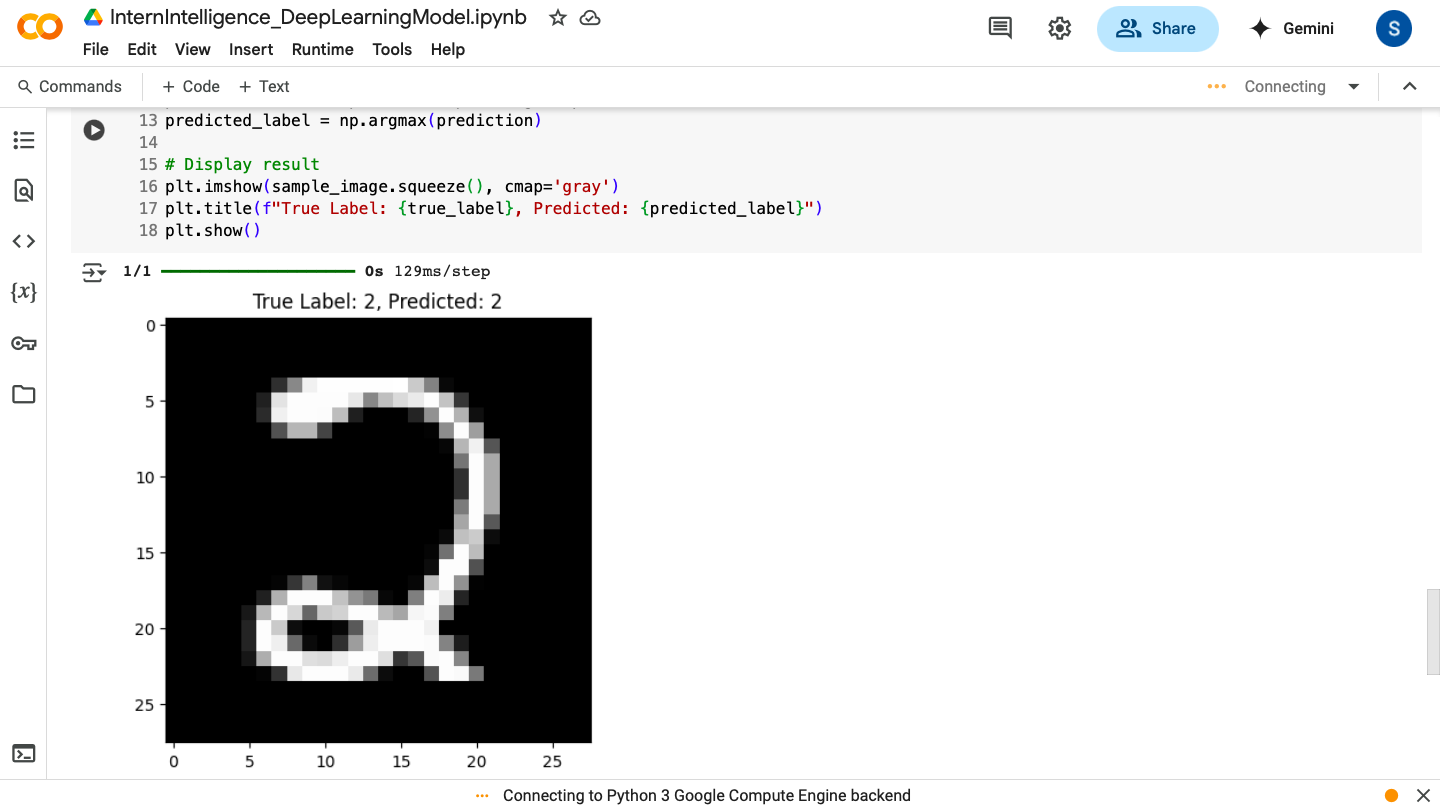 InternIntelligence_DeepLearningModel.ipynb
File Edit View Insert Runtime Tools Help
Share
Gemini
S
Commands + Code + Text
Connecting
13 predicted_label = np.argmax(prediction)
14
15 # Display result
16 plt.imshow(sample_image.squeeze(), cmap='gray')
17 plt.title(f"True Label: {true_label}, Predicted: {predicted_label}")
18 plt.show()
{x}
1/1 0s 129ms/step
True Label: 2, Predicted: 2
0
5
10
15
20
25
2
0 5 10 15 20 25
Connecting to Python 3 Google Compute Engine backend